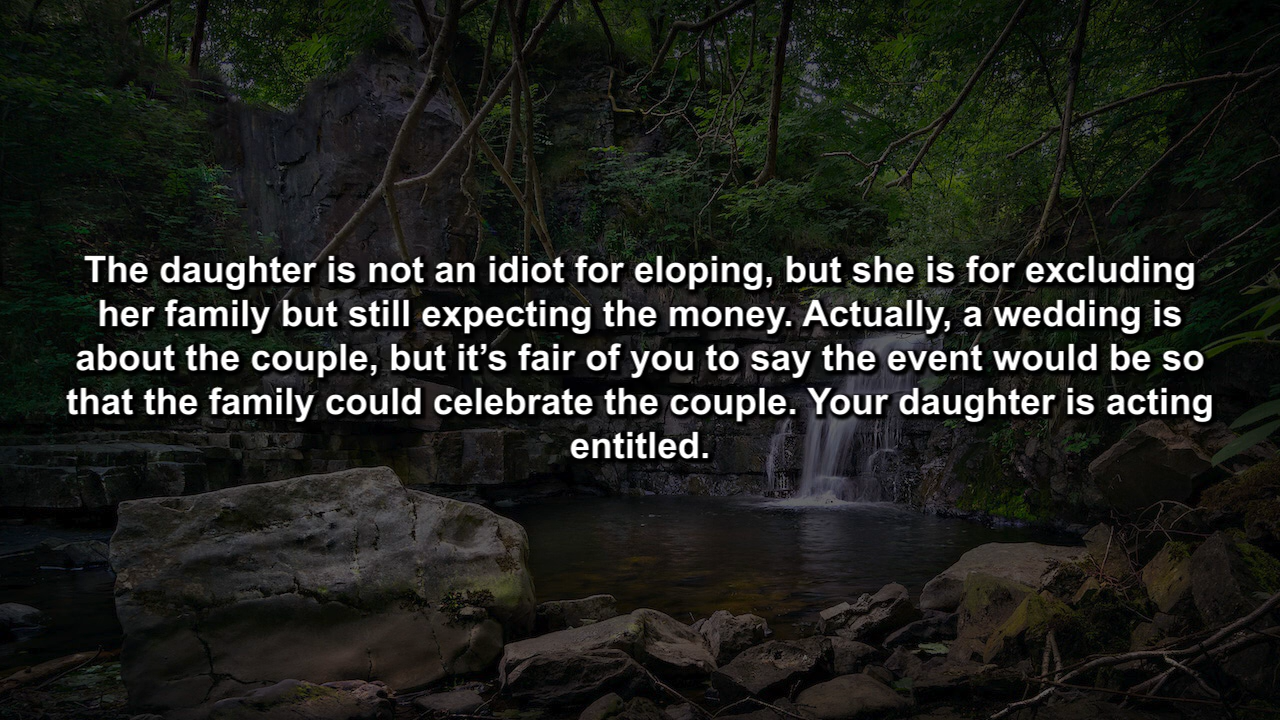 The daughter is not an idiot for eloping, but she is for excluding
her family but still expecting the money. Actually, a wedding is
about the couple, but it’s fair of you to say the event would be so
that the family could celebrate the couple. Your daughter is acting
entitled.